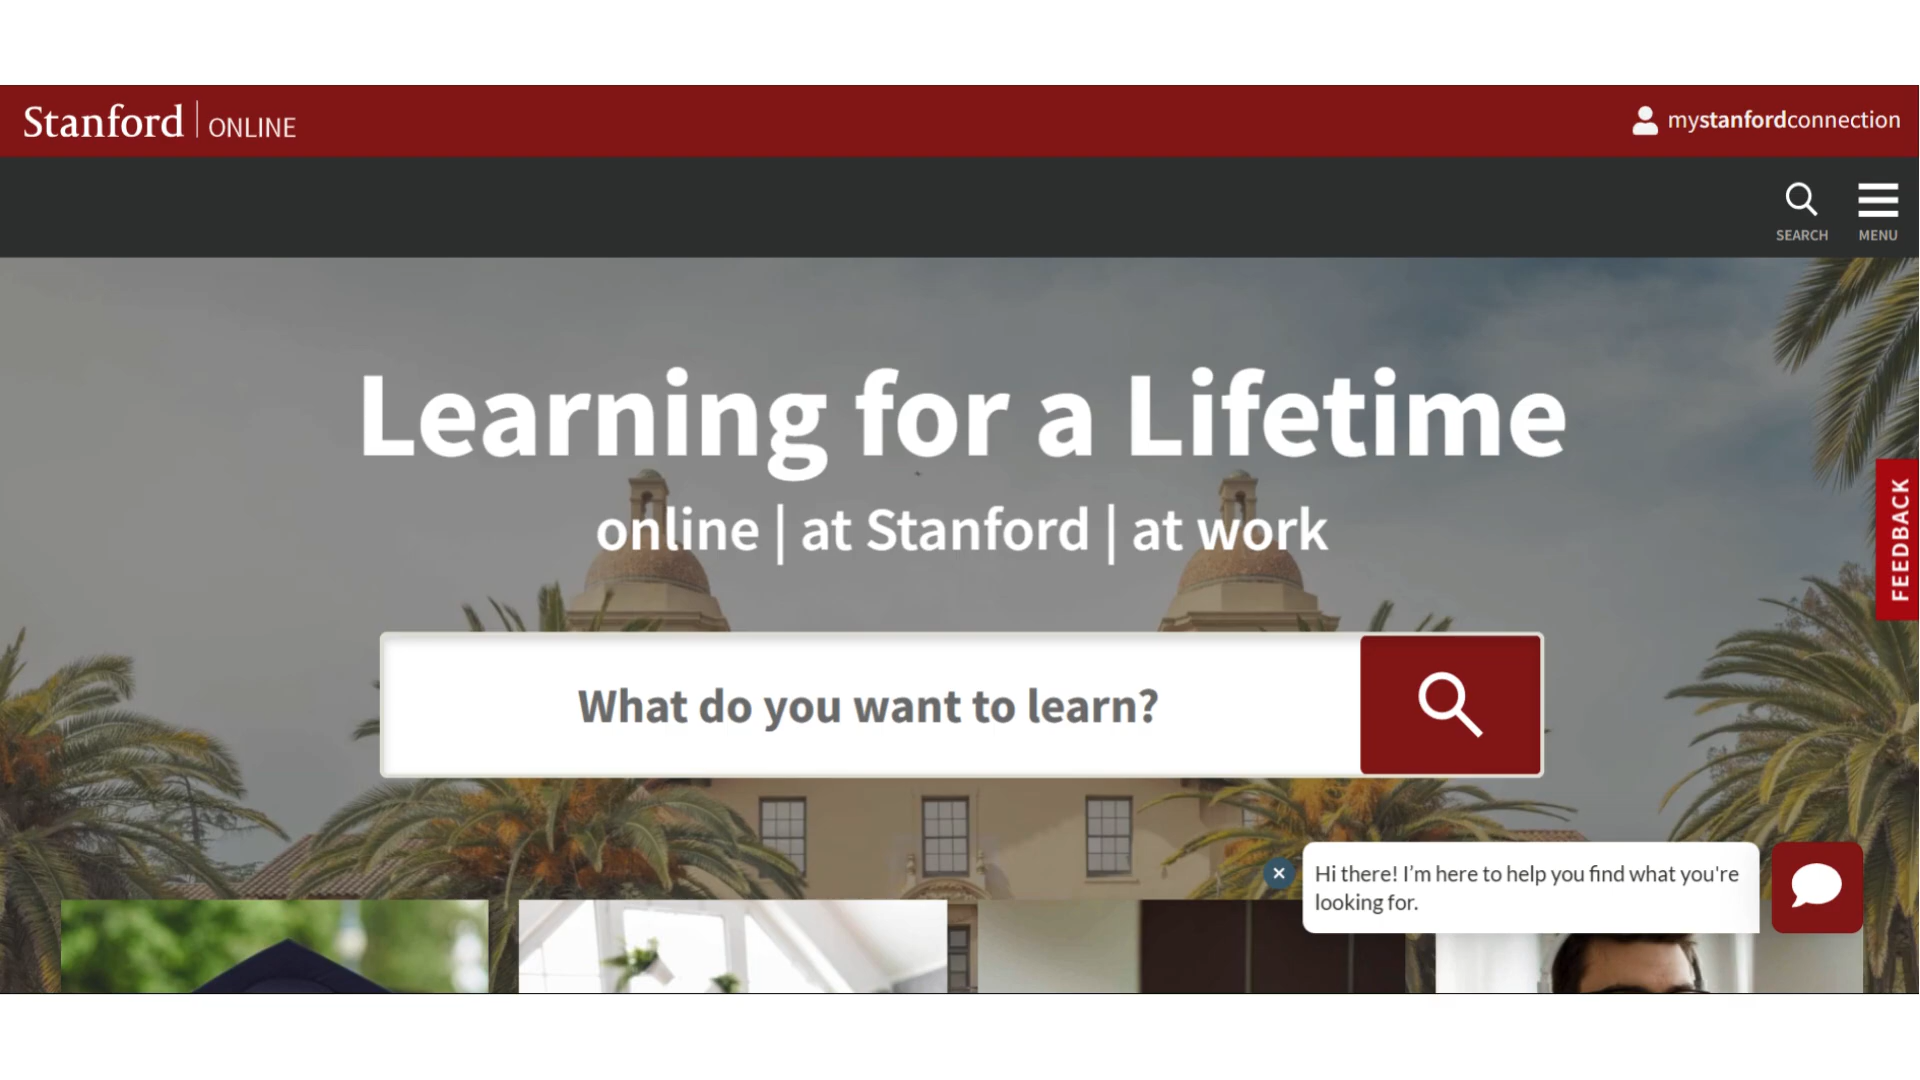 Stanford | ONLINE
mystanfordconnection
SEARCH
MENU
Learning for a Lifetime
online | at Stanford | at work
FEEDBACK
What do you want to learn?
Hi there! I'm here to help you find what you're
looking for.